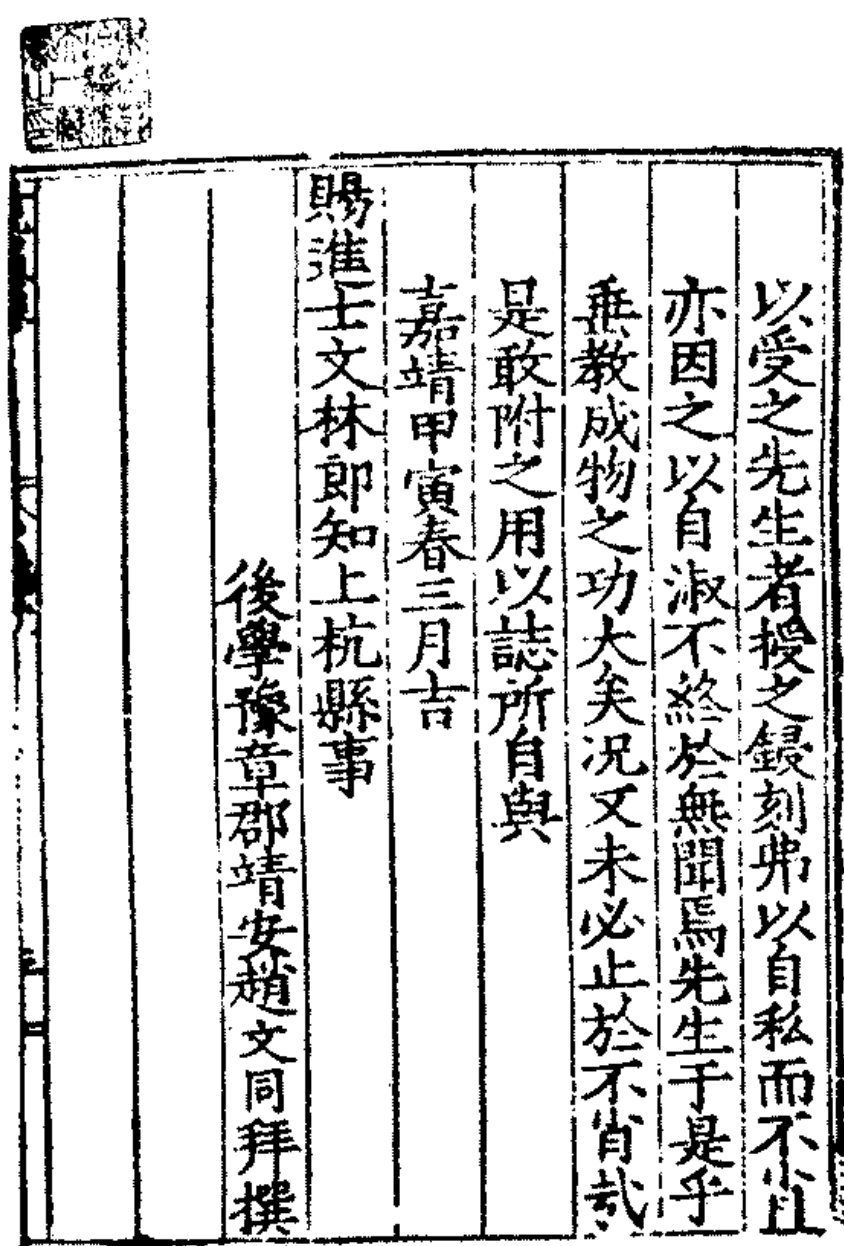 以受之先生者授之鋟刻弗以自私而不肖且
亦因之以自淑不終於無聞焉先生于是乎
垂教成物之功大矣况又未必止於不肖哉
是敢附之用以誌所自與
嘉靖甲寅春三月吉
賜進士文林郎知上杭縣事
後學豫章郡靖安趙文同拜撰